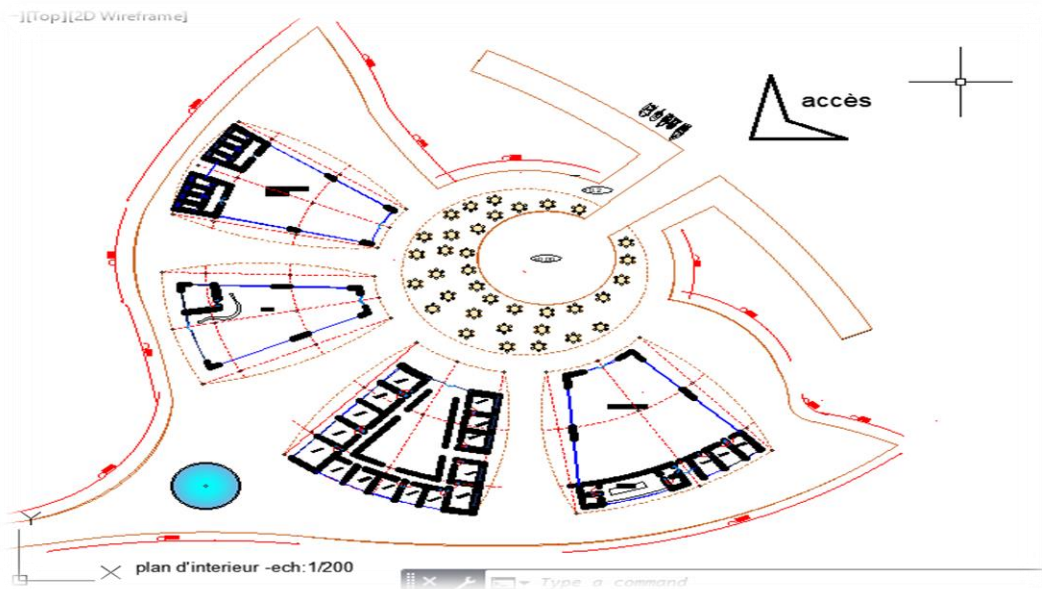 -][Top][2D Wireframe]
accès
Y
plan d'interieur -ech:1/200
Type a command